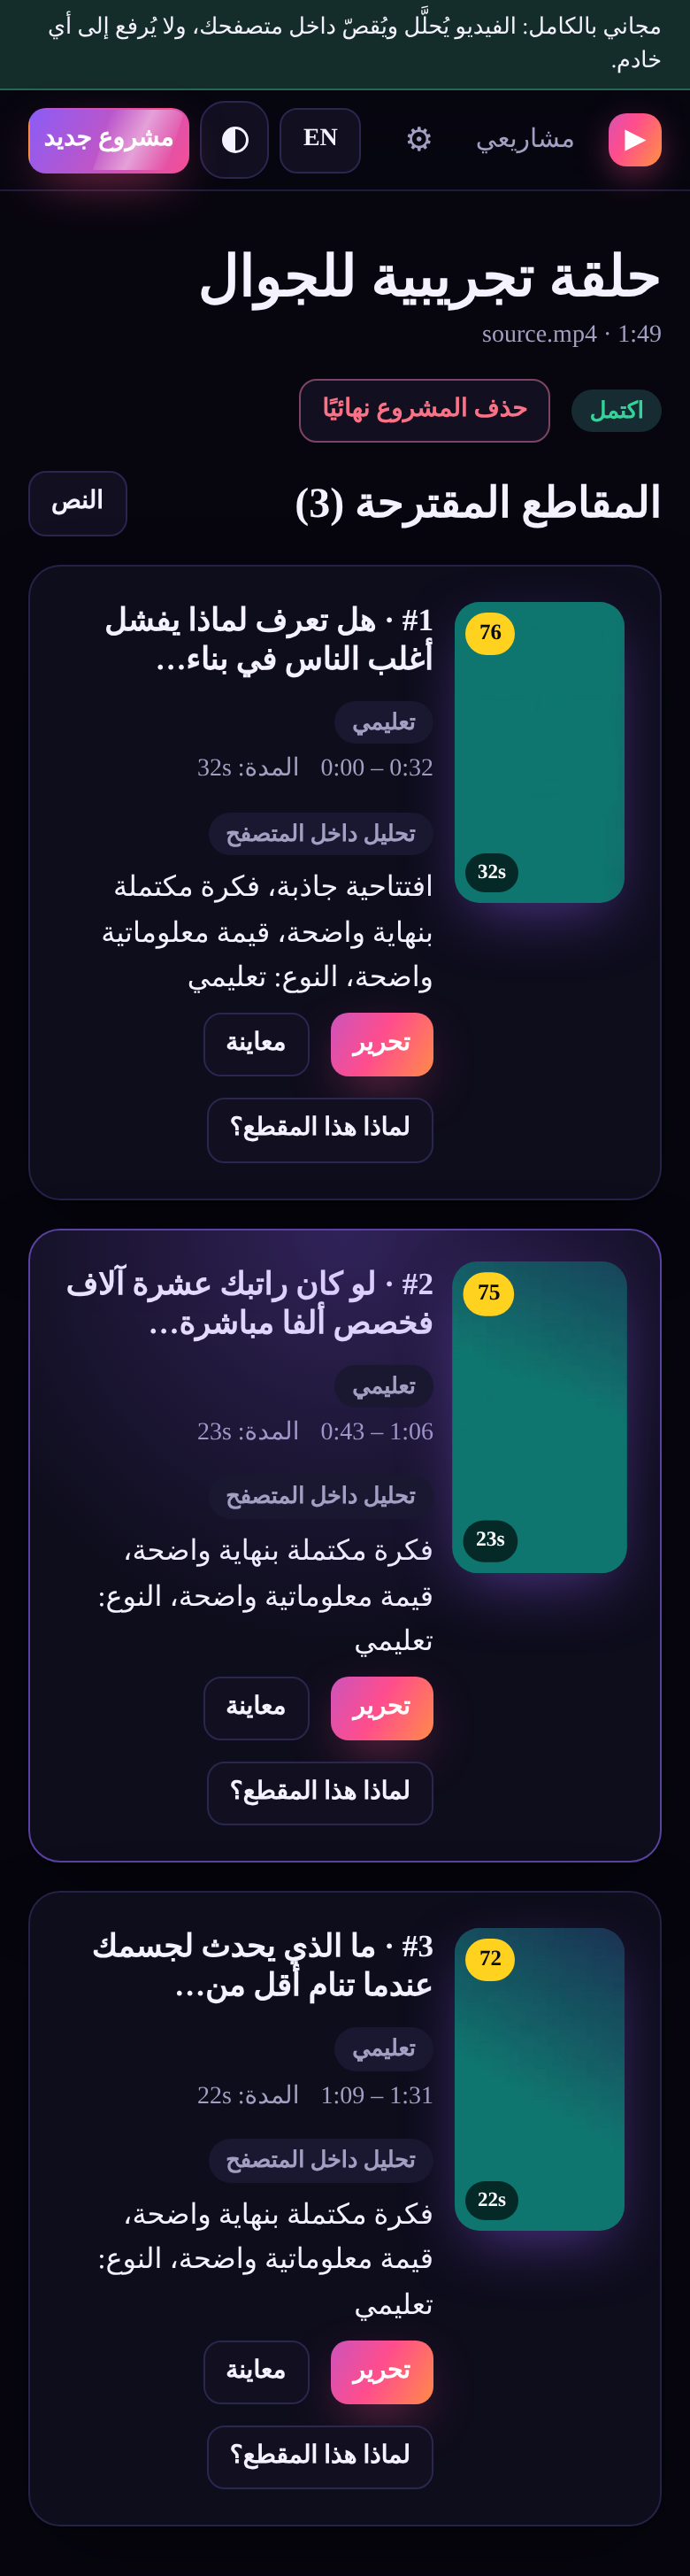 مجاني بالكامل: الفيديو يُحلَّل ويُقصّ داخل متصفحك، ولا يُرفع إلى أي
خادم.
مشاريعي
EN
مشروع جديد
حلقة تجريبية للجوال
source.mp4 · 1:49
اكتمل
حذف المشروع نهائيًا
المقاطع المقترحة (3)
النص
76
32s
#1 · هل تعرف لماذا يفشل
أغلب الناس في بناء…
تعليمي
0:00 – 0:32 المدة: 32s
تحليل داخل المتصفح
افتتاحية جاذبة، فكرة مكتملة
بنهاية واضحة، قيمة معلوماتية
واضحة، النوع: تعليمي
تحرير
معاينة
لماذا هذا المقطع؟
75
23s
#2 · لو كان راتبك عشرة آلاف
فخصص ألفا مباشرة…
تعليمي
0:43 – 1:06 المدة: 23s
تحليل داخل المتصفح
فكرة مكتملة بنهاية واضحة،
قيمة معلوماتية واضحة، النوع:
تعليمي
تحرير
معاينة
لماذا هذا المقطع؟
72
22s
#3 · ما الذي يحدث لجسمك
عندما تنام أقل من…
تعليمي
1:09 – 1:31 المدة: 22s
تحليل داخل المتصفح
فكرة مكتملة بنهاية واضحة،
قيمة معلوماتية واضحة، النوع:
تعليمي
تحرير
معاينة
لماذا هذا المقطع؟